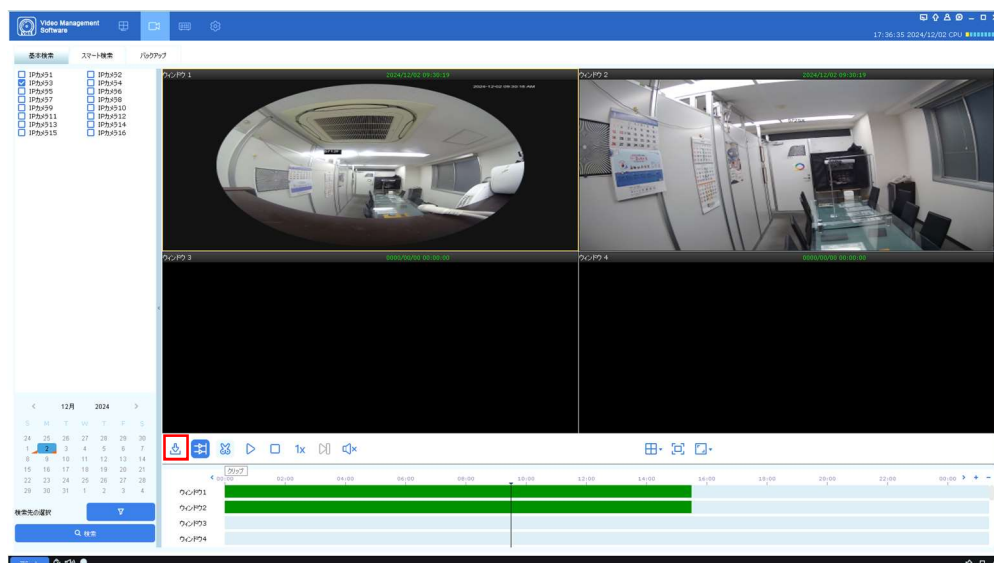 Video Management
Software
17:36:35 2024/12/02 CPU
基本検索 スマート検索 バックアップ
IPカメラ1 IPカメラ2
IPカメラ3 IPカメラ4
IPカメラ5 IPカメラ6
IPカメラ7 IPカメラ8
IPカメラ9 IPカメラ10
IPカメラ11 IPカメラ12
IPカメラ13 IPカメラ14
IPカメラ15 IPカメラ16
ウィンドウ 1 2024/12/02 09:30:19
ウィンドウ 2 2024/12/02 09:30:19
ウィンドウ 3 0000/00/00 00:00:00
ウィンドウ 4 0000/00/00 00:00:00
12月 2024
S M T W T F S
24 25 26 27 28 29 30
1 2 3 4 5 6 7
8 9 10 11 12 13 14
15 16 17 18 19 20 21
22 23 24 25 26 27 28
29 30 31 1 2 3 4
検索先の選択
検索
1x
クリップ
00:00 02:00 04:00 06:00 08:00 10:00 12:00 14:00 16:00 18:00 20:00 22:00 00:00
ウィンドウ1
ウィンドウ2
ウィンドウ3
ウィンドウ4